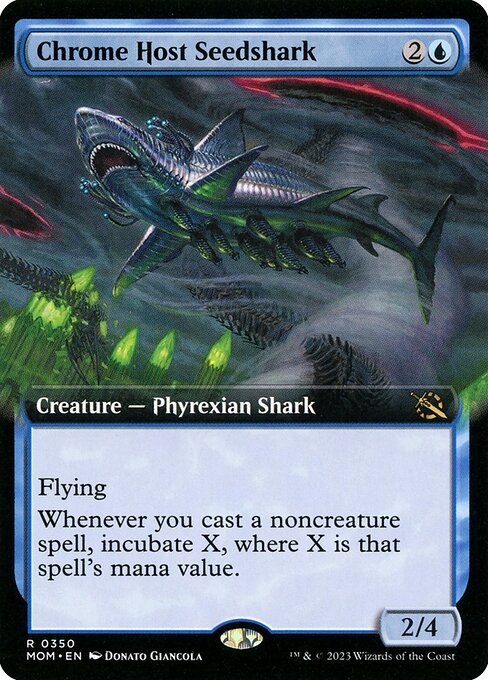 Chrome Host Seedshark 2
Creature — Phyrexian Shark
Flying
Whenever you cast a noncreature
spell, incubate X, where X is that
spell's mana value.
2/4
R 0350
MOM • EN Donato Giancola
™ & © 2023 Wizards of the Coast